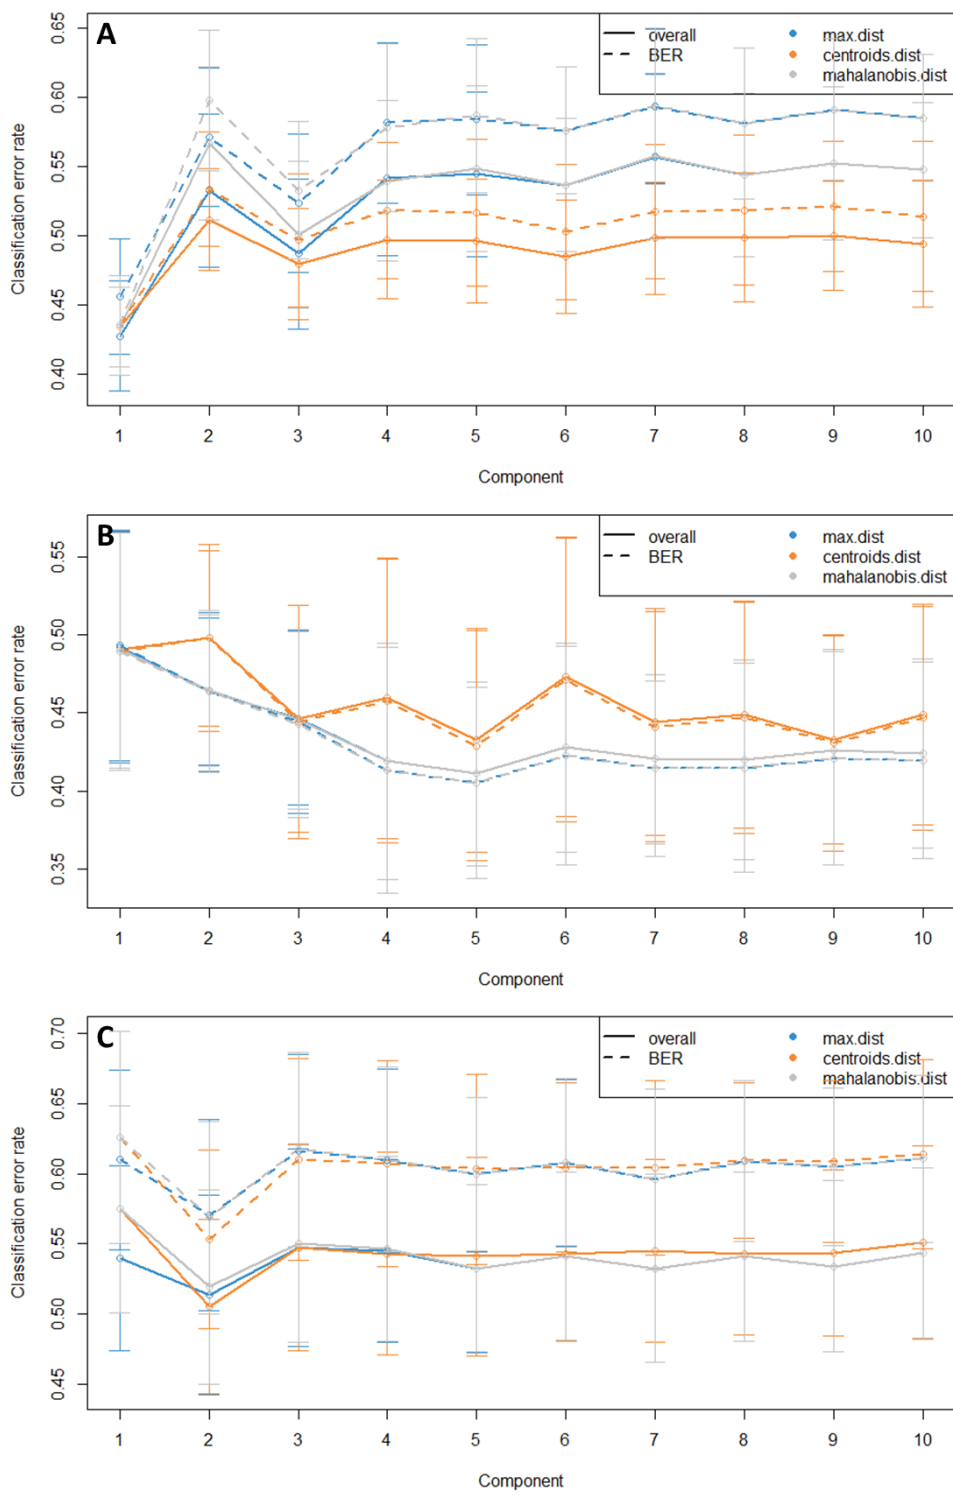 A
overall
BER
max.dist
centroids.dist
mahalanobis.dist
Classification error rate
0.65
0.60
0.55
0.50
0.45
0.40
1 2 3 4 5 6 7 8 9 10
Component
B
overall
BER
max.dist
centroids.dist
mahalanobis.dist
Classification error rate
0.55
0.50
0.45
0.40
0.35
1 2 3 4 5 6 7 8 9 10
Component
C
overall
BER
max.dist
centroids.dist
mahalanobis.dist
Classification error rate
0.70
0.65
0.60
0.55
0.50
0.45
1 2 3 4 5 6 7 8 9 10
Component